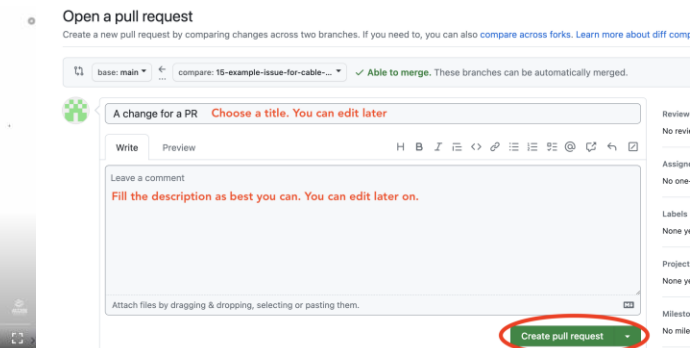 Open a pull request
Create a new pull request by comparing changes across two branches. If you need to, you can also compare across forks. Learn more about diff comp
base: main compare: 15-example-issue-for-cable-... Able to merge. These branches can be automatically merged.
A change for a PR Choose a title. You can edit later
Write Preview
Leave a comment
Fill the description as best you can. You can edit later on.
Attach files by dragging & dropping, selecting or pasting them.
Create pull request
Review
No revie
Assigne
No one-
Labels
None ye
Project
None ye
Milesto
No mile